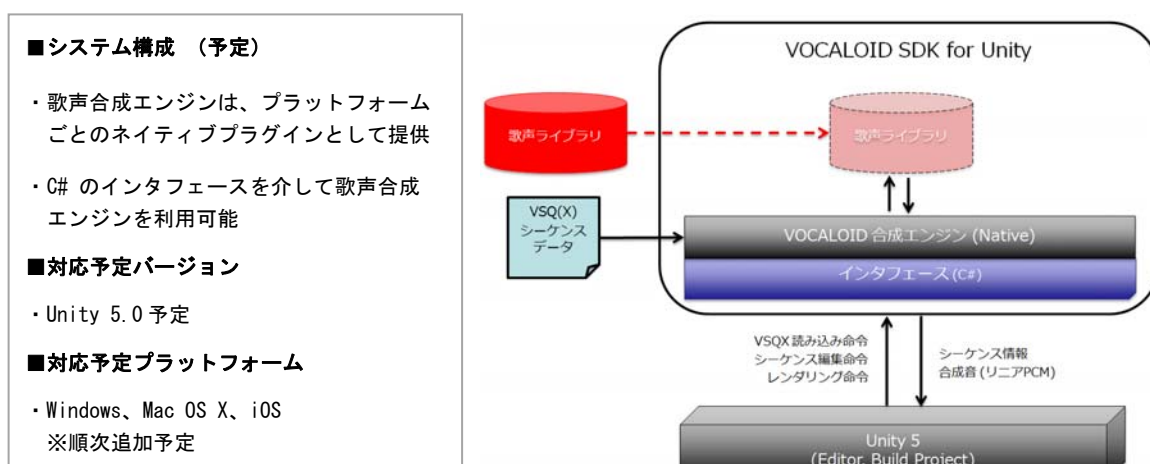 ■システム構成 （予定）
・歌声合成エンジンは、プラットフォーム
ごとのネイティブプラグインとして提供
・C# のインタフェースを介して歌声合成
エンジンを利用可能
■対応予定バージョン
・Unity 5.0 予定
■対応予定プラットフォーム
・Windows、Mac OS X、iOS
※順次追加予定
VOCALOID SDK for Unity
歌声ライブラリ
歌声ライブラリ
VSQ(X)
シーケンス
データ
VOCALOID 合成エンジン (Native)
インタフェース (C#)
VSQX 読み込み命令
シーケンス編集命令
レンダリング命令
シーケンス情報
合成音 (リニアPCM)
Unity 5
(Editor, Build Project)